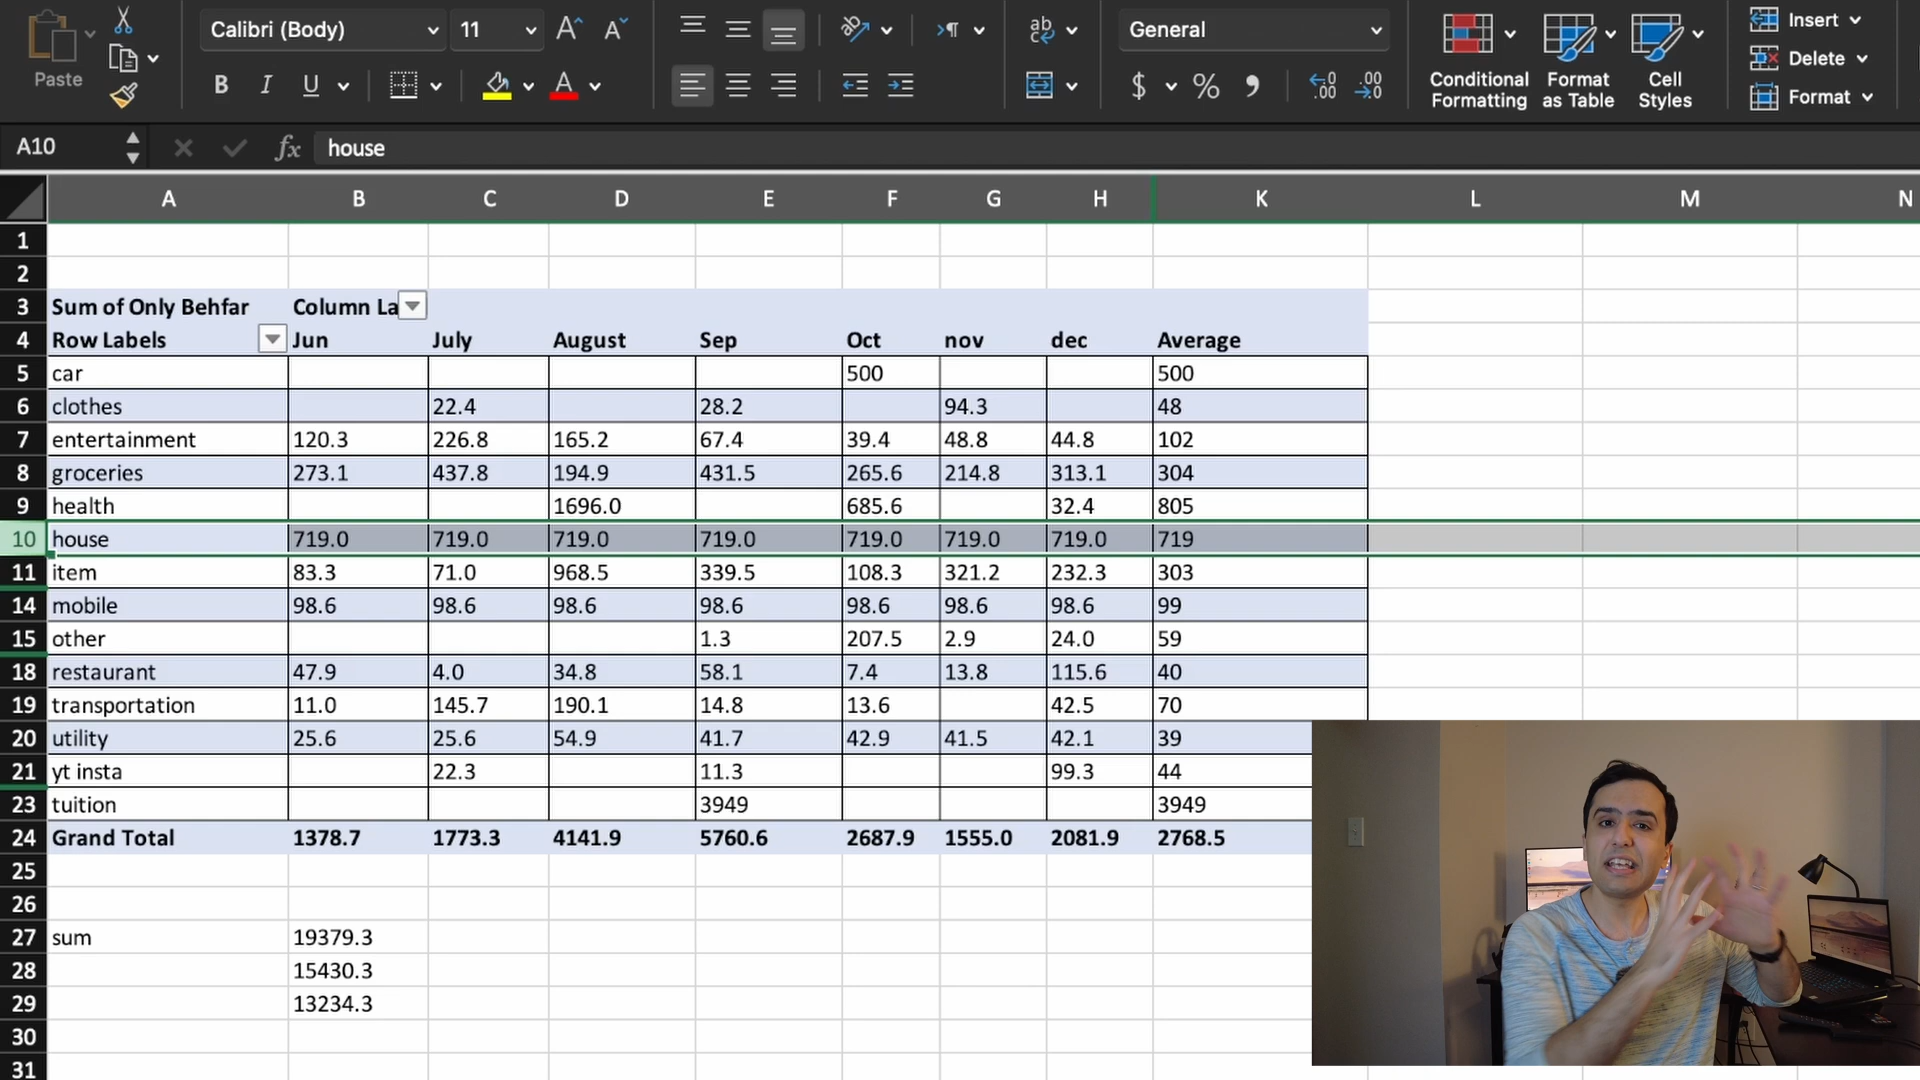 Paste
Calibri (Body) 11 A A
B I U A
ab c
General
$ % 9 .00 .0 .00 .0
Conditional Formatting
Format as Table
Cell Styles
Insert
Delete
Format
A10 fx house
A B C D E F G H K L M N
1
2
3 Sum of Only Behfar Column La
4 Row Labels Jun July August Sep Oct nov dec Average
5 car 500 500
6 clothes 22.4 28.2 94.3 48
7 entertainment 120.3 226.8 165.2 67.4 39.4 48.8 44.8 102
8 groceries 273.1 437.8 194.9 431.5 265.6 214.8 313.1 304
9 health 1696.0 685.6 32.4 805
10 house 719.0 719.0 719.0 719.0 719.0 719.0 719.0 719
11 item 83.3 71.0 968.5 339.5 108.3 321.2 232.3 303
14 mobile 98.6 98.6 98.6 98.6 98.6 98.6 98.6 99
15 other 1.3 207.5 2.9 24.0 59
18 restaurant 47.9 4.0 34.8 58.1 7.4 13.8 115.6 40
19 transportation 11.0 145.7 190.1 14.8 13.6 42.5 70
20 utility 25.6 25.6 54.9 41.7 42.9 41.5 42.1 39
21 yt insta 22.3 11.3 99.3 44
23 tuition 3949 3949
24 Grand Total 1378.7 1773.3 4141.9 5760.6 2687.9 1555.0 2081.9 2768.5
25
26
27 sum 19379.3
28 15430.3
29 13234.3
30
31